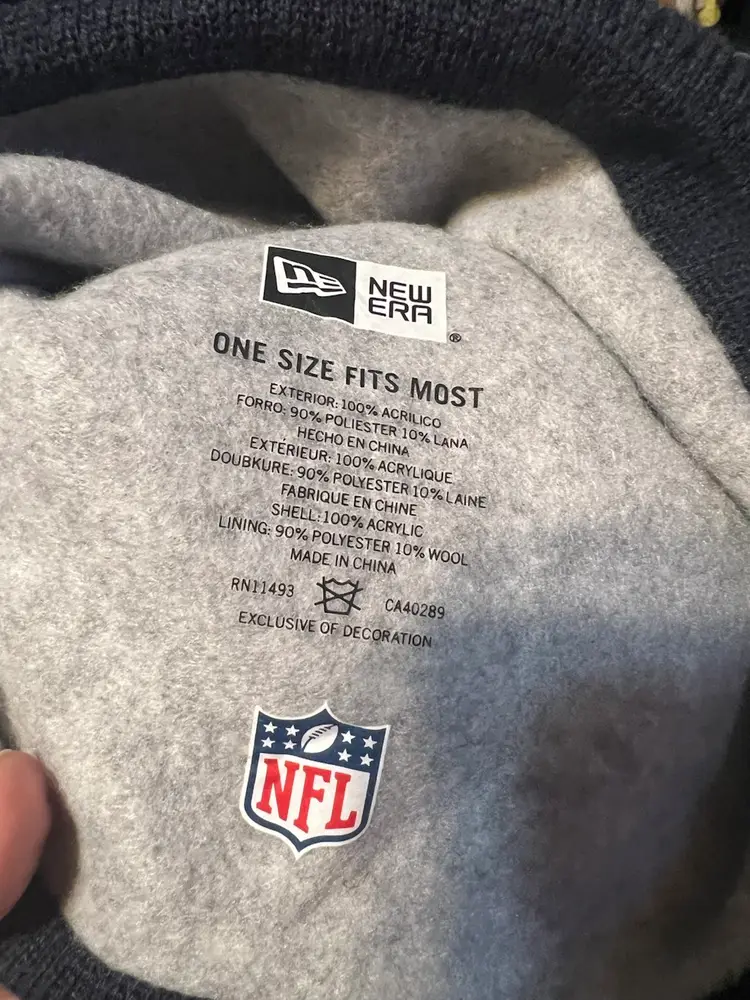 NEW
ERA
®
ONE SIZE FITS MOST
EXTERIOR: 100% ACRILICO
FORRO: 90% POLIESTER 10% LANA
HECHO EN CHINA
EXTÉRIEUR: 100% ACRYLIQUE
DOUBKURE: 90% POLYESTER 10% LAINE
FABRIQUE EN CHINE
SHELL: 100% ACRYLIC
LINING: 90% POLYESTER 10% WOOL
MADE IN CHINA
RN11493 CA40289
EXCLUSIVE OF DECORATION
NFL